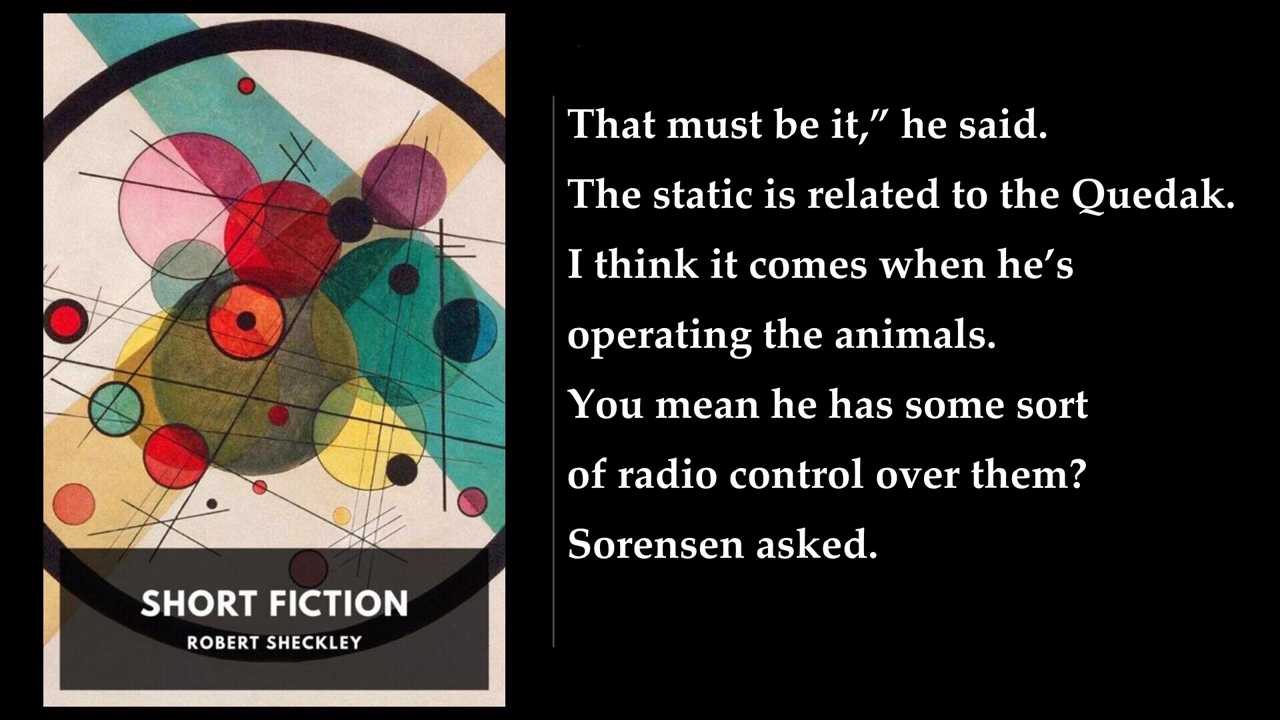 SHORT FICTION
ROBERT SHECKLEY
That must be it,” he said.
The static is related to the Quedak.
I think it comes when he’s
operating the animals.
You mean he has some sort
of radio control over them?
Sorensen asked.